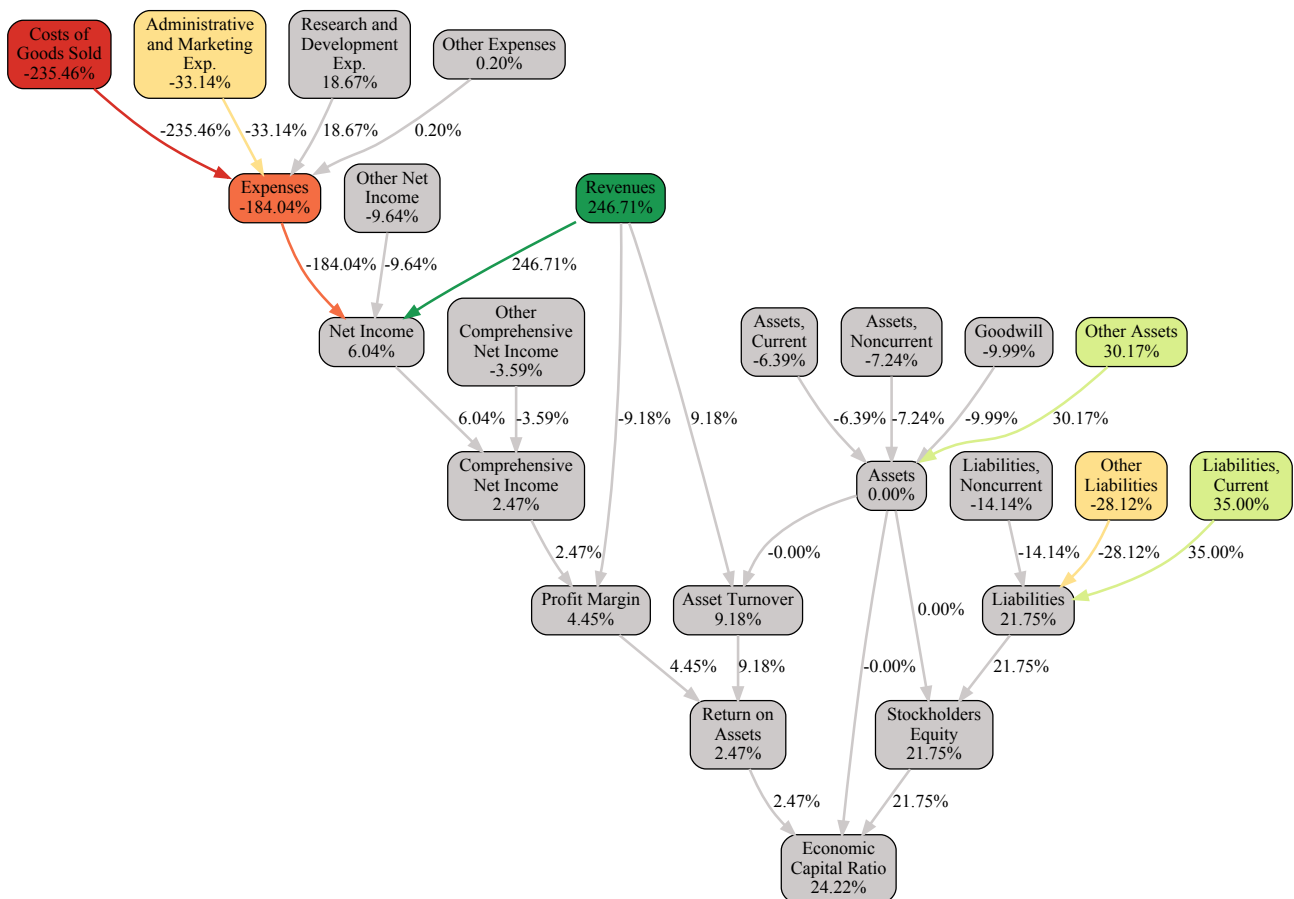 Costs of
Goods Sold
-235.46%
Administrative
and Marketing
Exp.
-33.14%
Research and
Development
Exp.
18.67%
Other Expenses
0.20%
-235.46%
-33.14%
18.67%
0.20%
Expenses
-184.04%
Other Net
Income
-9.64%
Revenues
246.71%
-184.04%
-9.64%
246.71%
Net Income
6.04%
Other
Comprehensive
Net Income
-3.59%
Assets,
Current
-6.39%
Assets,
Noncurrent
-7.24%
Goodwill
-9.99%
Other Assets
30.17%
6.04%
-3.59%
-9.18%
9.18%
-6.39%
-7.24%
-9.99%
30.17%
Comprehensive
Net Income
2.47%
Assets
0.00%
Liabilities,
Noncurrent
-14.14%
Other
Liabilities
-28.12%
Liabilities,
Current
35.00%
2.47%
-0.00%
-14.14%
-28.12%
35.00%
Profit Margin
4.45%
Asset Turnover
9.18%
0.00%
Liabilities
21.75%
4.45%
9.18%
-0.00%
21.75%
Return on
Assets
2.47%
Stockholders
Equity
21.75%
2.47%
21.75%
Economic
Capital Ratio
24.22%